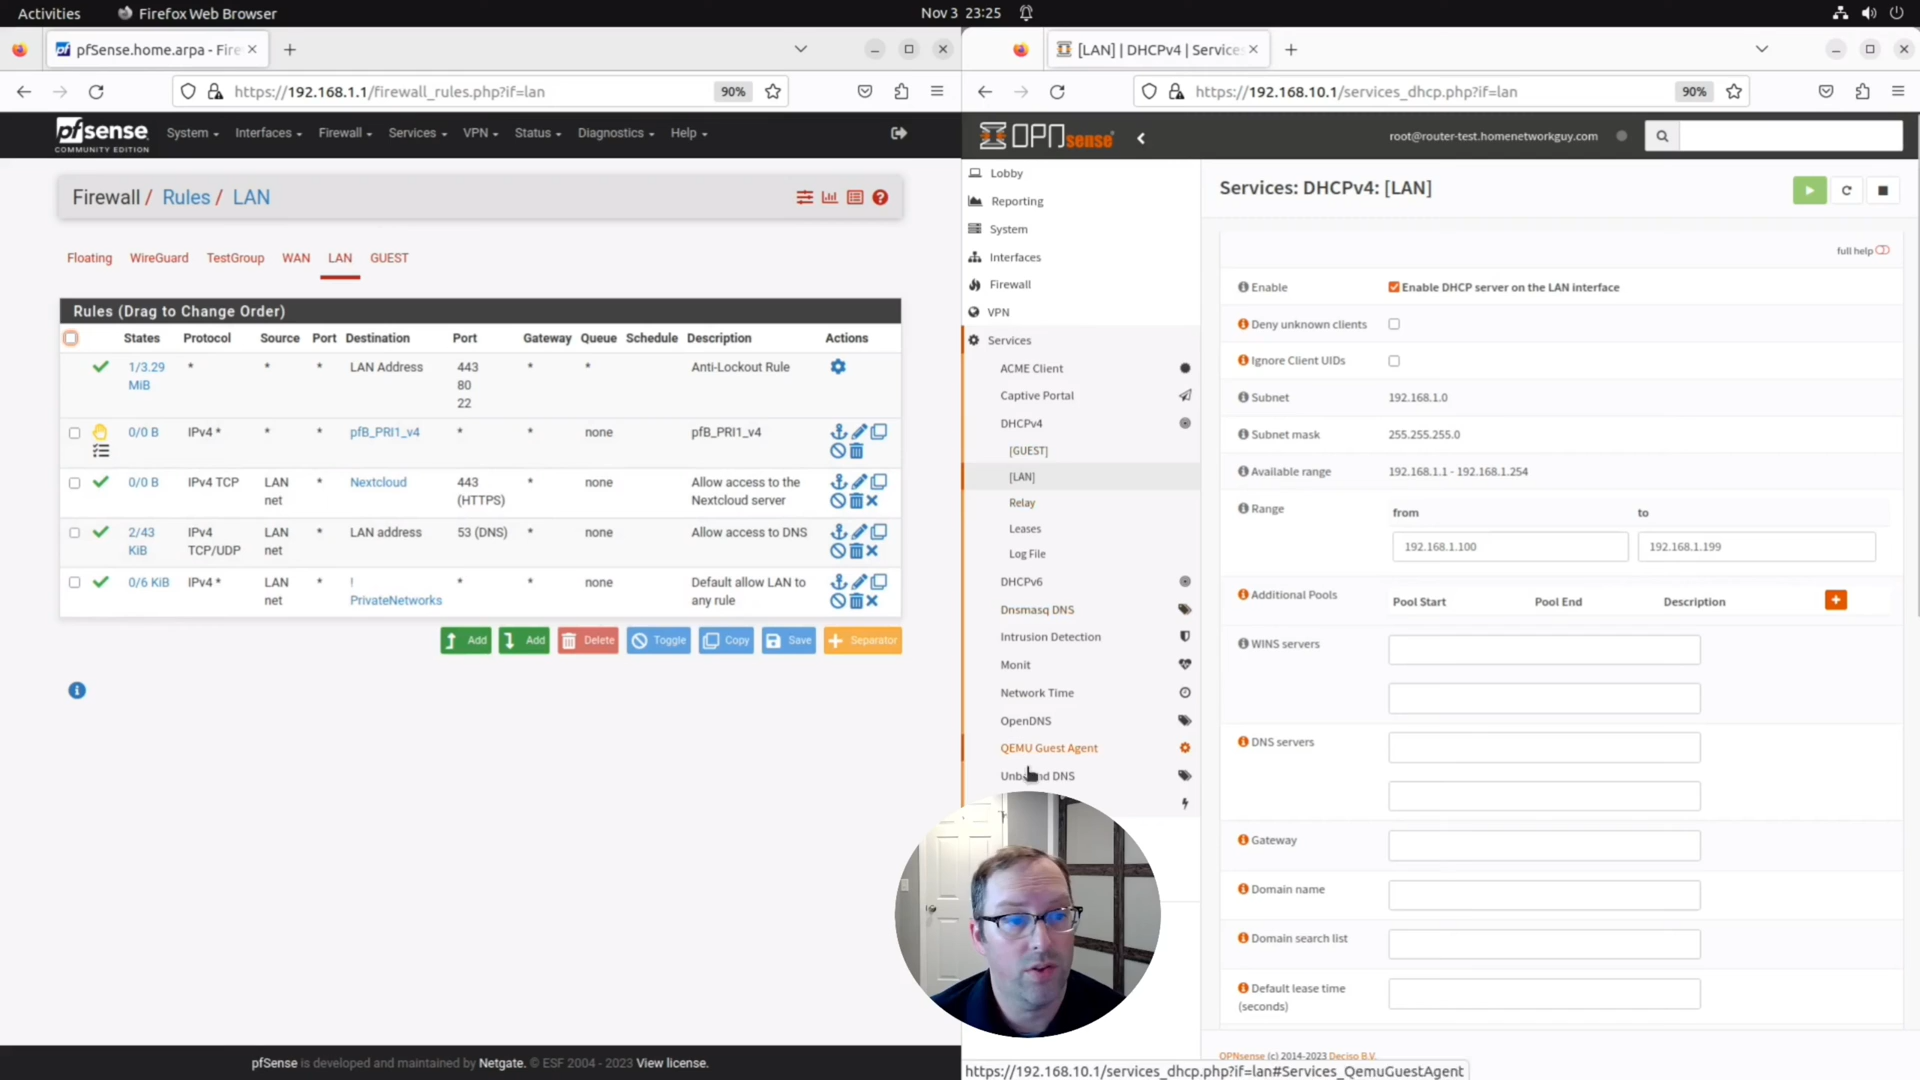 Activities
Firefox Web Browser
Nov 3 23:25
pfSense.home.arpa - Fire
https://192.168.1.1/firewall_rules.php?if=lan
90%
pfsense
COMMUNITY EDITION
System
Interfaces
Firewall
Services
VPN
Status
Diagnostics
Help
Firewall / Rules / LAN
Floating
WireGuard
TestGroup
WAN
LAN
GUEST
Rules (Drag to Change Order)
States Protocol Source Port Destination Port Gateway Queue Schedule Description Actions
1/3.29 * * * LAN Address 443 * * Anti-Lockout Rule
MiB 80
22
0/0 B IPv4 * * * pfB_PRI1_v4 * * none pfB_PRI1_v4
0/0 B IPv4 TCP LAN * Nextcloud 443 * none Allow access to the
net (HTTPS) Nextcloud server
2/43 IPv4 LAN * LAN address 53 (DNS) * none Allow access to DNS
KiB TCP/UDP net
0/6 KiB IPv4 * LAN * ! * * none Default allow LAN to
net PrivateNetworks any rule
Add
Add
Delete
Toggle
Copy
Save
Separator
pfSense is developed and maintained by Netgate. © ESF 2004 - 2023 View license.
[LAN] | DHCPv4 | Services
https://192.168.10.1/services_dhcp.php?if=lan
90%
OPNsense
root@router-test.homenetworkguy.com
Lobby
Reporting
System
Interfaces
Firewall
VPN
Services
ACME Client
Captive Portal
DHCPv4
[GUEST]
[LAN]
Relay
Leases
Log File
DHCPv6
Dnsmasq DNS
Intrusion Detection
Monit
Network Time
OpenDNS
QEMU Guest Agent
Unbound DNS
Services: DHCPv4: [LAN]
full help
Enable
Enable DHCP server on the LAN interface
Deny unknown clients
Ignore Client UIDs
Subnet
192.168.1.0
Subnet mask
255.255.255.0
Available range
192.168.1.1 - 192.168.1.254
Range
from to
192.168.1.100 192.168.1.199
Additional Pools
Pool Start Pool End Description
WINS servers
DNS servers
Gateway
Domain name
Domain search list
Default lease time
(seconds)
OPNsense (c) 2014-2023 Deciso B.V.
https://192.168.10.1/services_dhcp.php?if=lan#Services_QemuGuestAgent